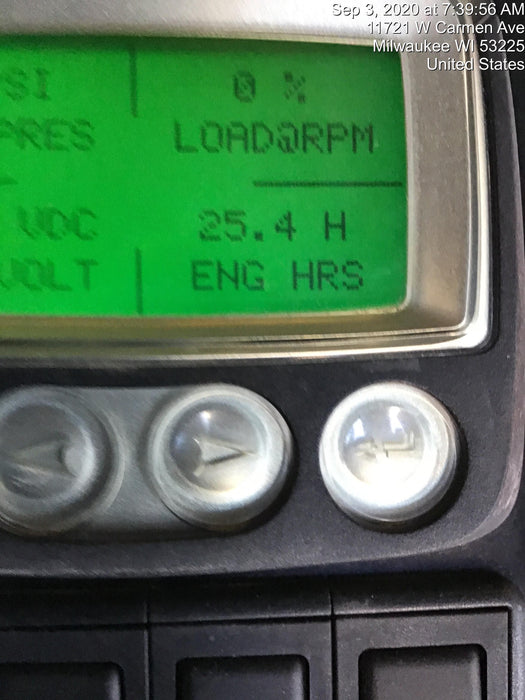 Sep 3, 2020 at 7:39:56 AM
11721 W Carmen Ave
Milwaukee WI 53225
United States
SI 0 %
PRES LOAD@RPM
VDC 25.4 H
VOLT ENG HRS